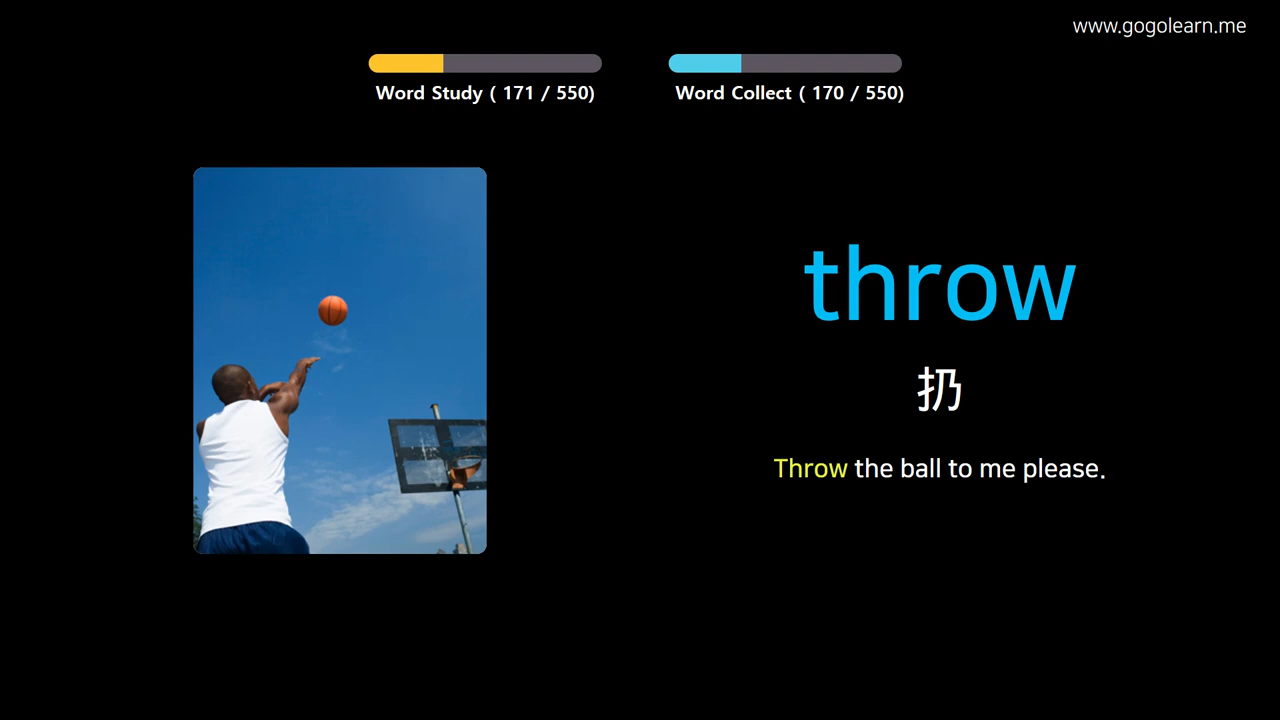 www.gogolearn.me
Word Study ( 171 / 550)
Word Collect ( 170 / 550)
throw
扔
Throw the ball to me please.